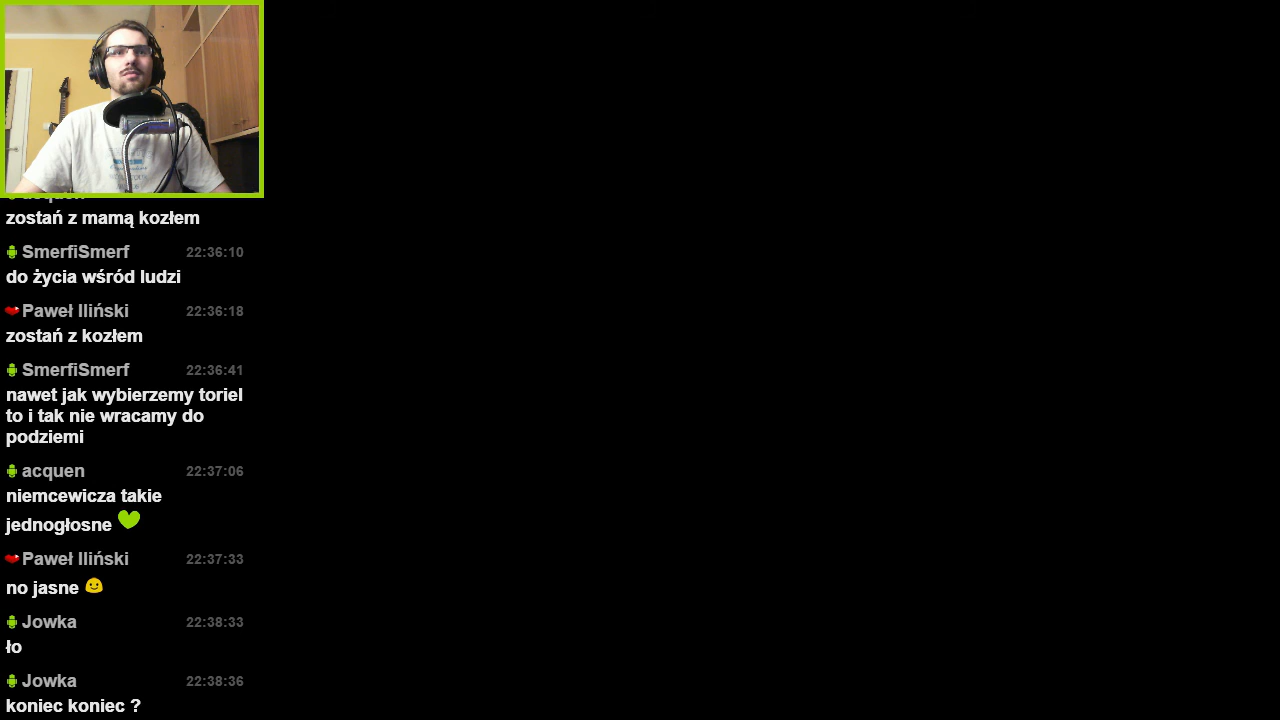 zostań z mamą kozłem
SmerfiSmerf 22:36:10
do życia wśród ludzi
Paweł Iliński 22:36:18
zostań z kozłem
SmerfiSmerf 22:36:41
nawet jak wybierzemy toriel
to i tak nie wracamy do
podziemi
acquen 22:37:06
niemcewicza takie
jednogłosne
Paweł Iliński 22:37:33
no jasne
Jowka 22:38:33
ło
Jowka 22:38:36
koniec koniec ?